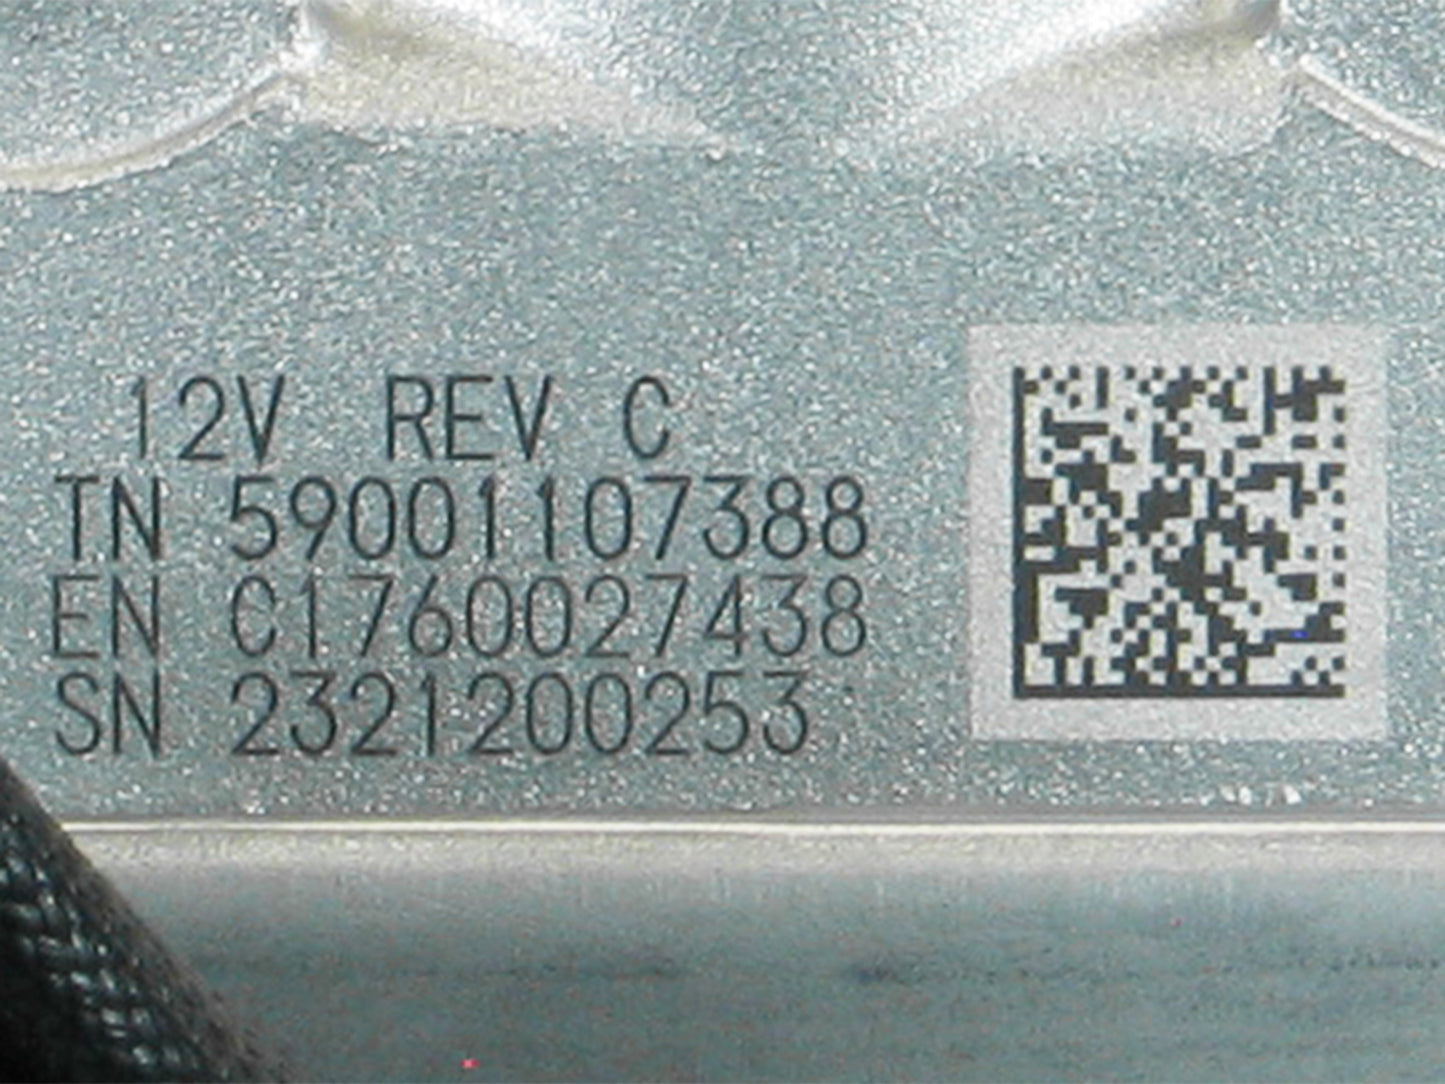 12V REV C
TN 59001107388
EN C1760027438
SN 2321200253